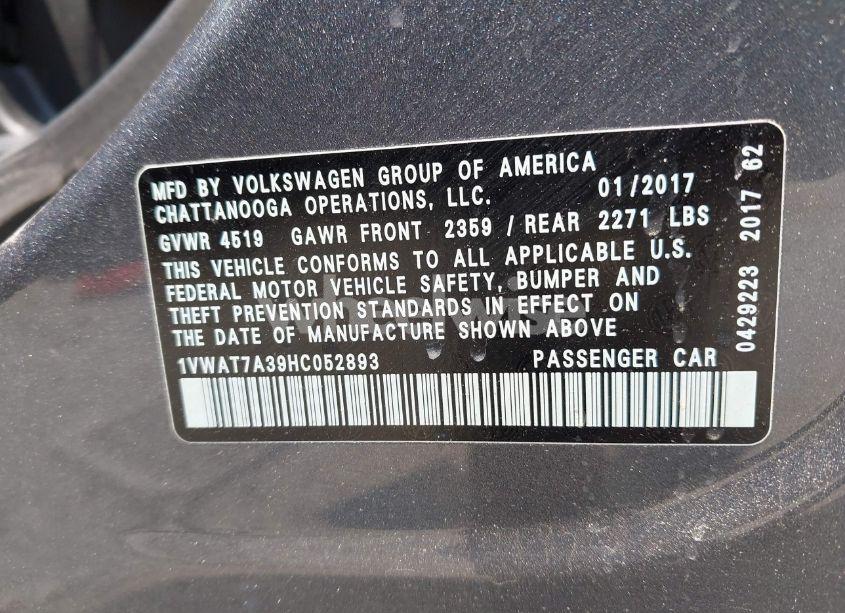 MFD BY VOLKSWAGEN GROUP OF AMERICA
CHATTANOOGA OPERATIONS, LLC. 01/2017
GVWR 4519 GAWR FRONT 2359 / REAR 2271 LBS
THIS VEHICLE CONFORMS TO ALL APPLICABLE U.S.
FEDERAL MOTOR VEHICLE SAFETY, BUMPER AND
THEFT PREVENTION STANDARDS IN EFFECT ON
THE DATE OF MANUFACTURE SHOWN ABOVE
1VWAT7A39HC052893 PASSENGER CAR
0429223 2017 62